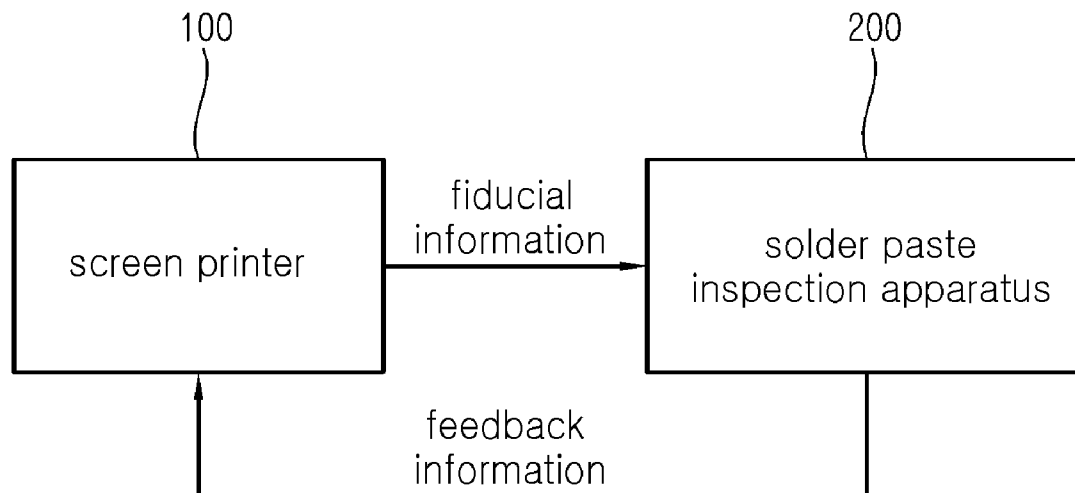 100
200
screen printer
fiducial
information
solder paste
inspection apparatus
feedback
information